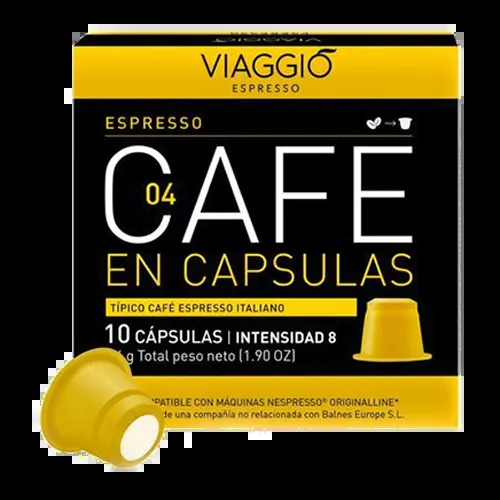 VIAGGIO
ESPRESSO
ESPRESSO
04
CAFE
EN CAPSULAS
TÍPICO CAFÉ ESPRESSO ITALIANO
10 CÁPSULAS | INTENSIDAD 8
g Total peso neto (1.90 OZ)
CON MÁQUINAS NESPRESSO® ORIGINALLINE*
de una compañía no relacionada con Balnes Europe S.L.